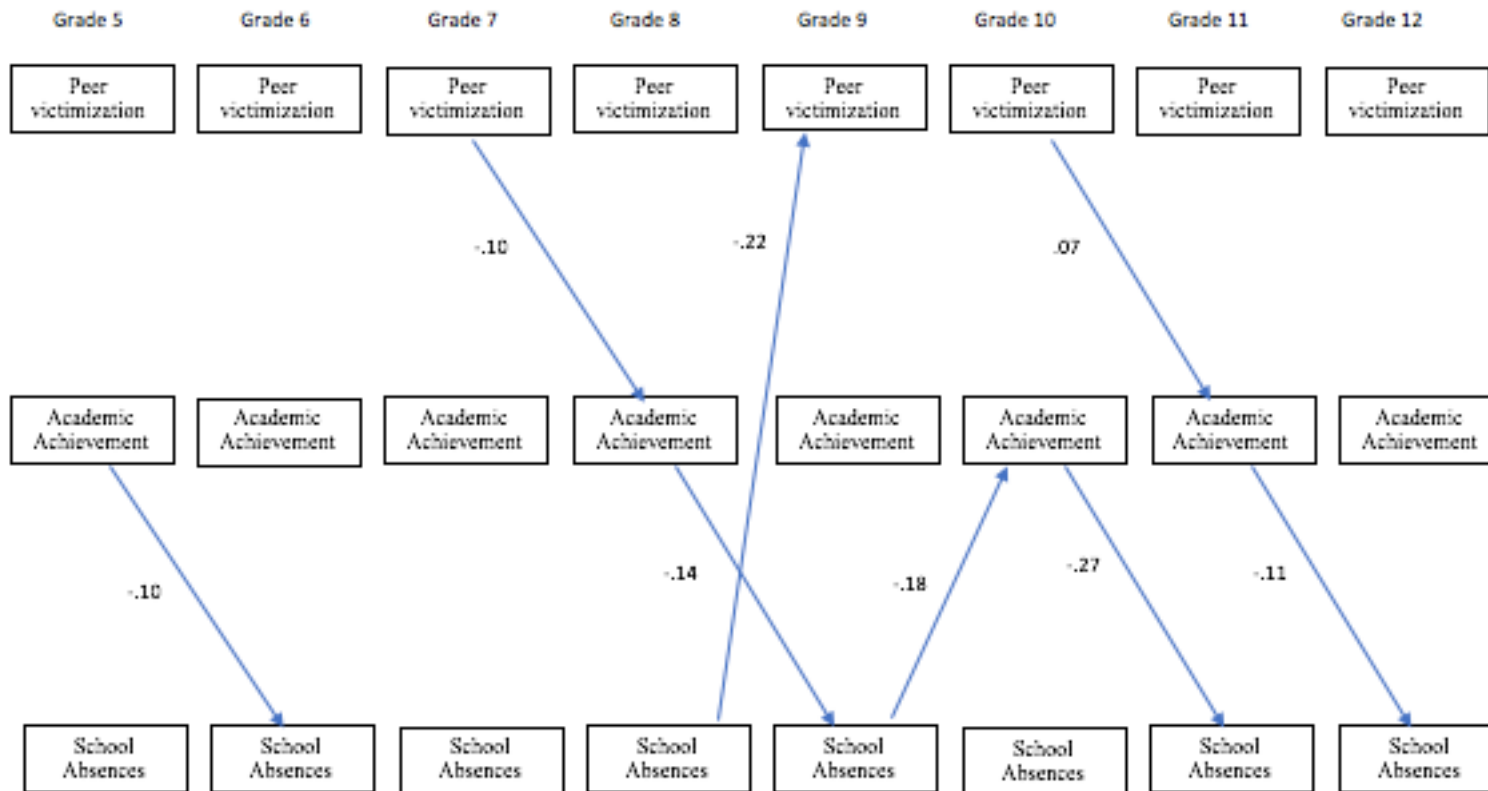 Grade 5 Grade 6 Grade 7 Grade 8 Grade 9 Grade 10 Grade 11 Grade 12
Peer Peer Peer Peer Peer Peer Peer Peer
victimization victimization victimization victimization victimization victimization victimization victimization
-.10 -.22 .07
Academic Academic Academic Academic Academic Academic Academic Academic
Achievement Achievement Achievement Achievement Achievement Achievement Achievement Achievement
-.10 -.14 -.18 -.27 -.11
School School School School School School School School
Absences Absences Absences Absences Absences Absences Absences Absences